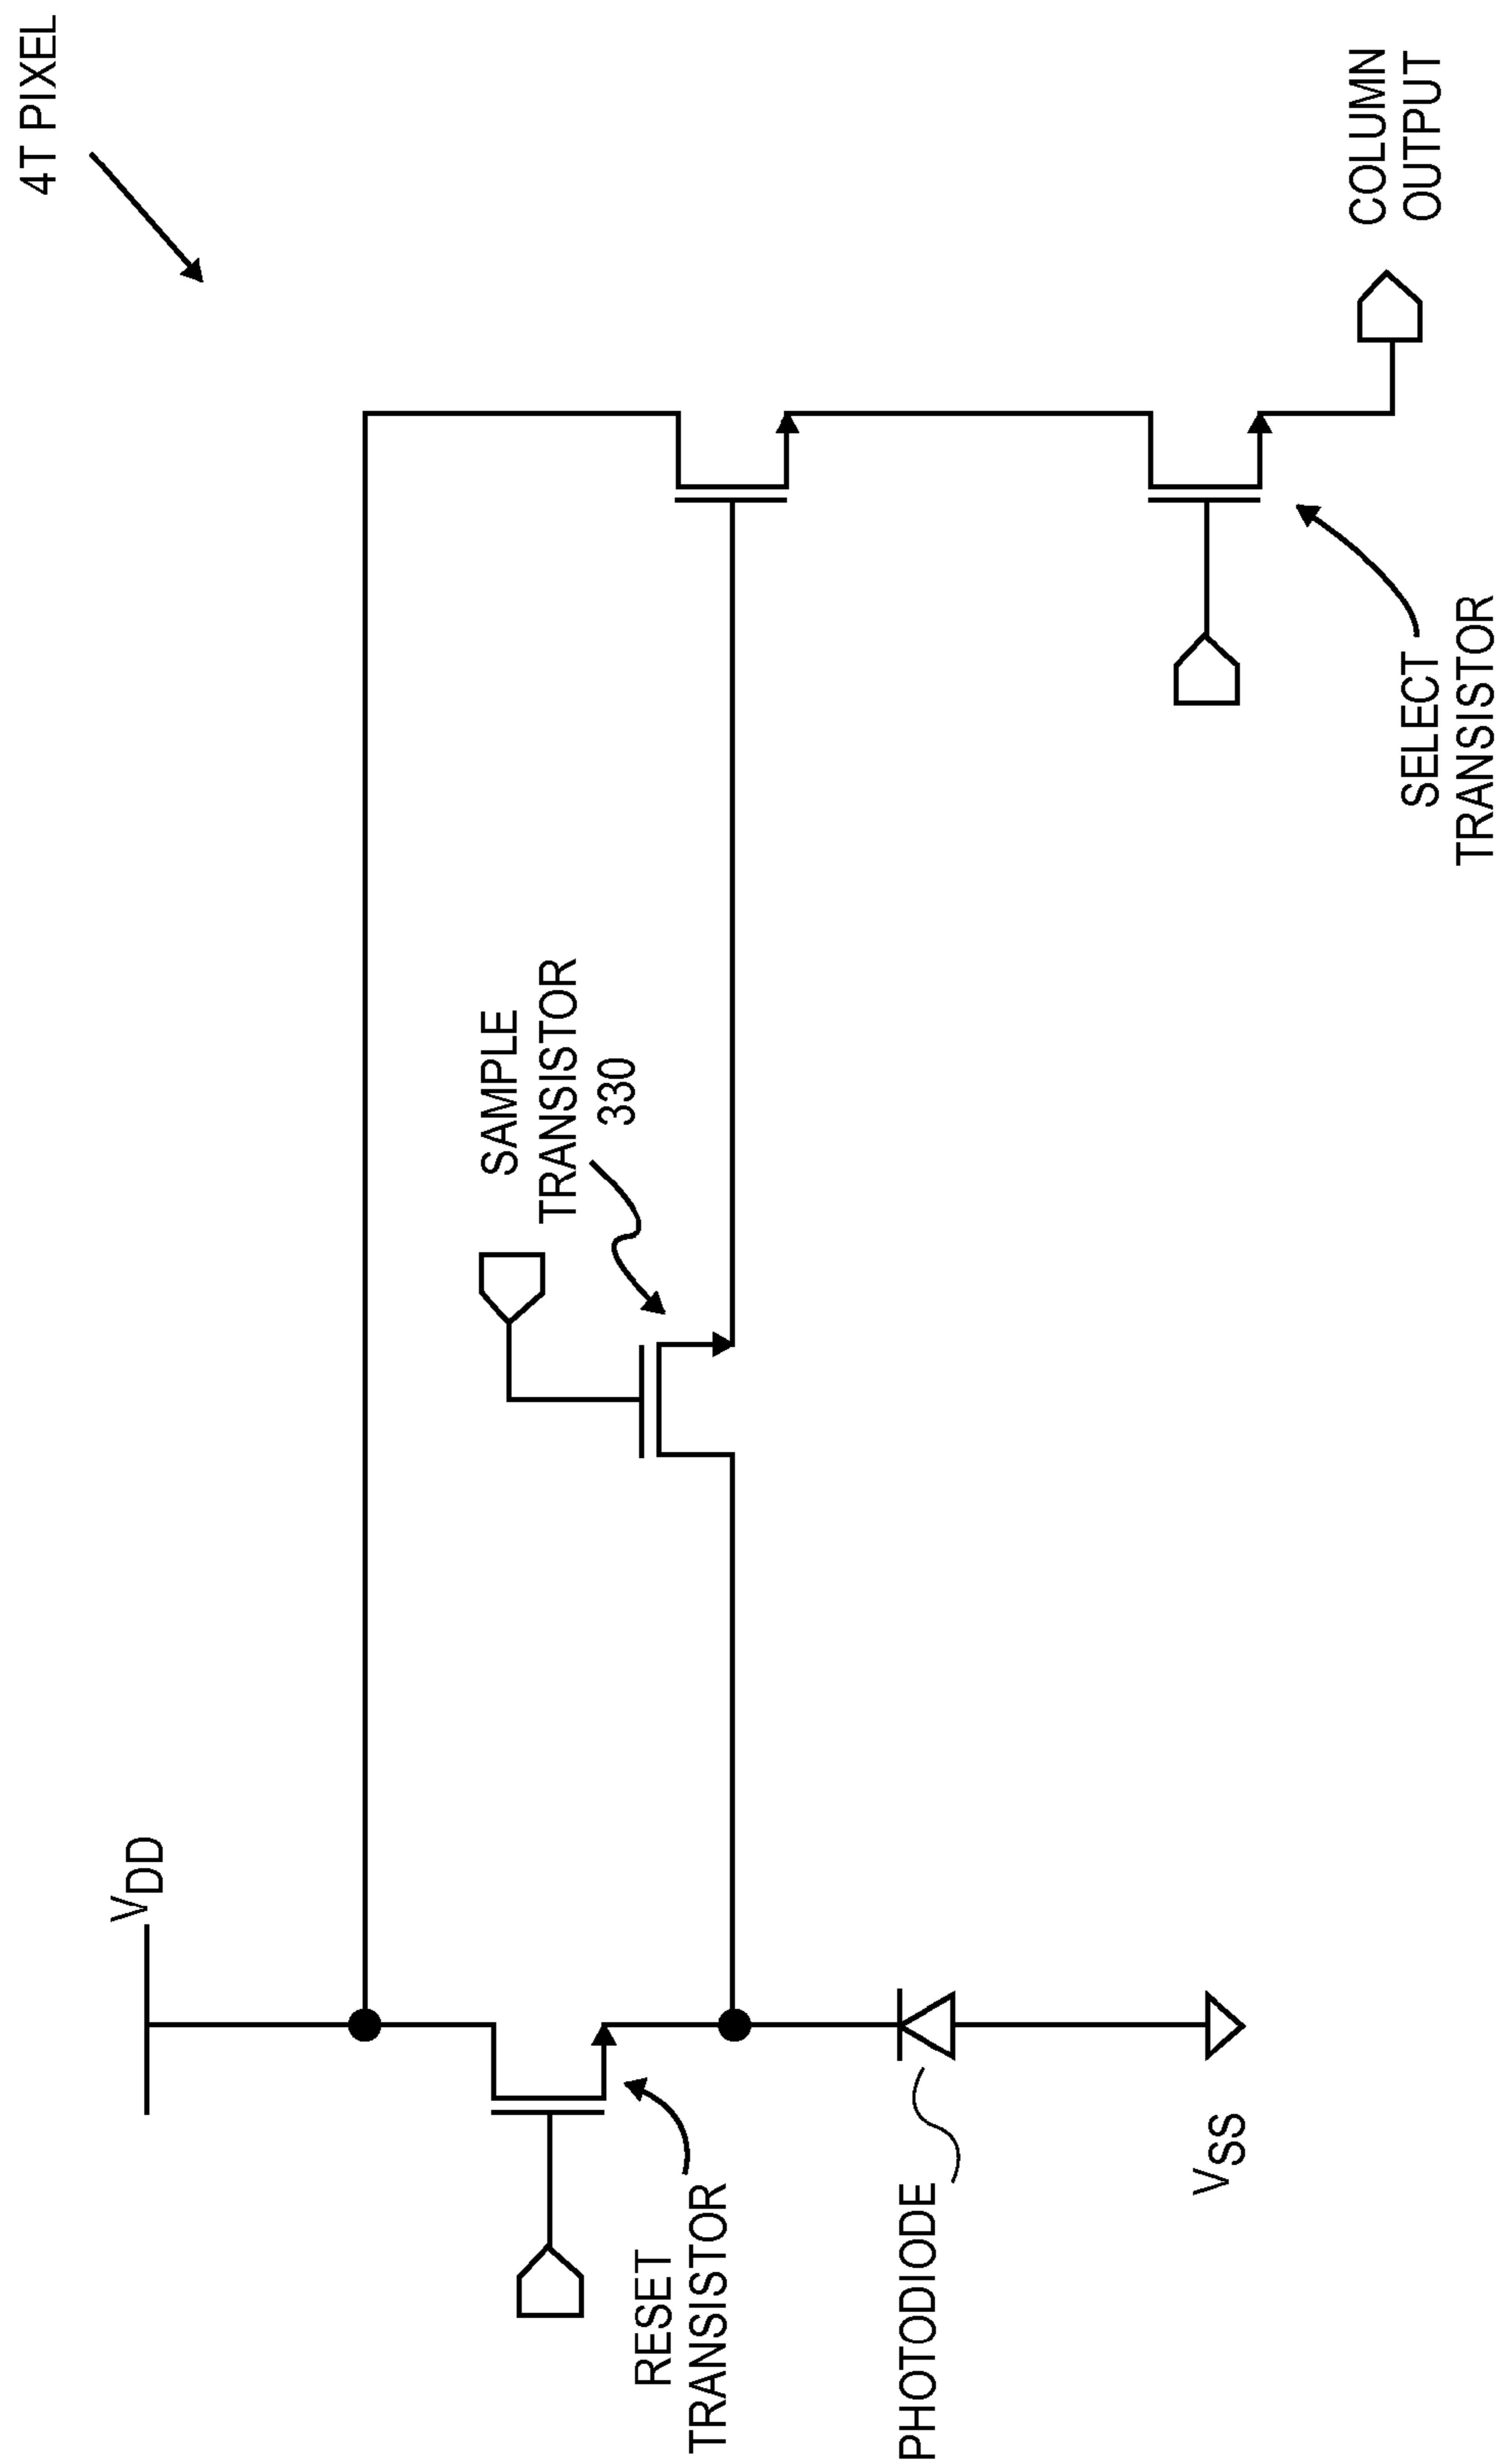 4T PIXEL
VDD
RESET
TRANSISTOR
SAMPLE
TRANSISTOR
330
PHOTODIODE
VSS
SELECT
TRANSISTOR
COLUMN
OUTPUT